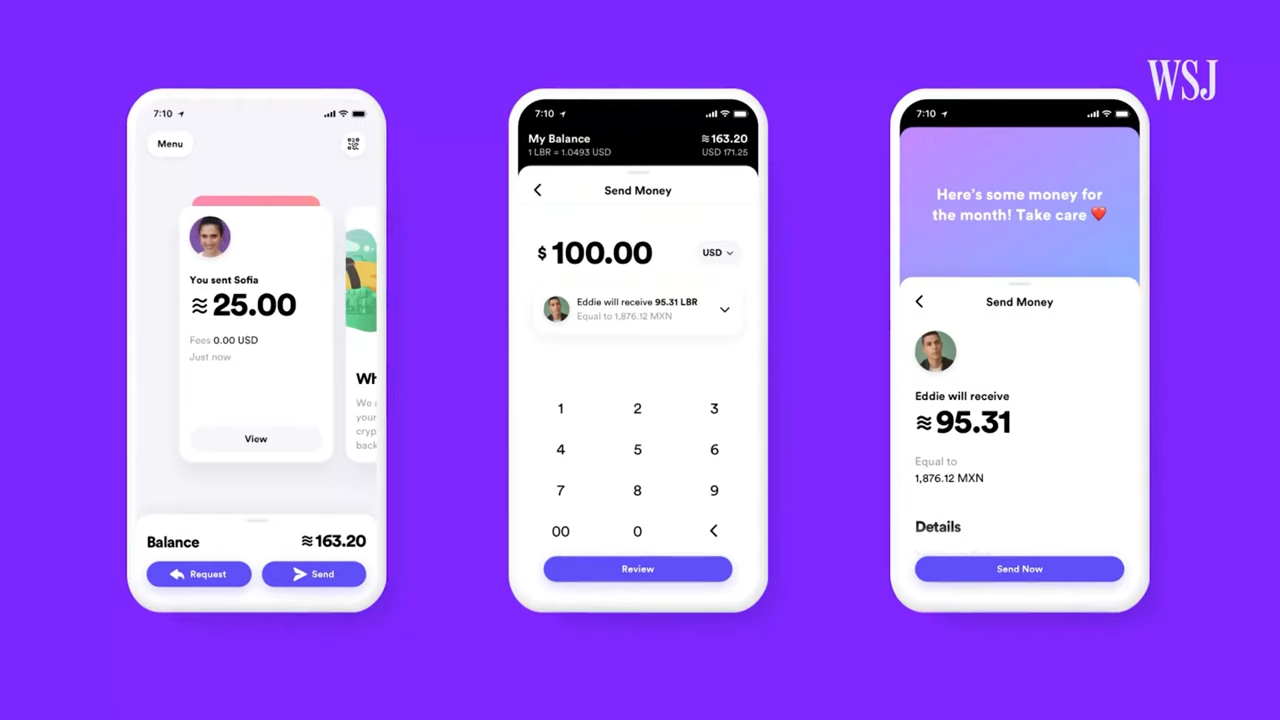 WSJ
7:10
Menu
You sent Sofia
≋25.00
Fees 0.00 USD
Just now
View
Balance
≋163.20
Request
Send
7:10
My Balance
≋163.20
1 LBR = 1.0493 USD
USD 171.25
Send Money
$ 100.00
USD
Eddie will receive 95.31 LBR
Equal to 1,876.12 MXN
1 2 3
4 5 6
7 8 9
00 0
Review
7:10
Here's some money for
the month! Take care ❤️
Send Money
Eddie will receive
≋95.31
Equal to
1,876.12 MXN
Details
Send Now